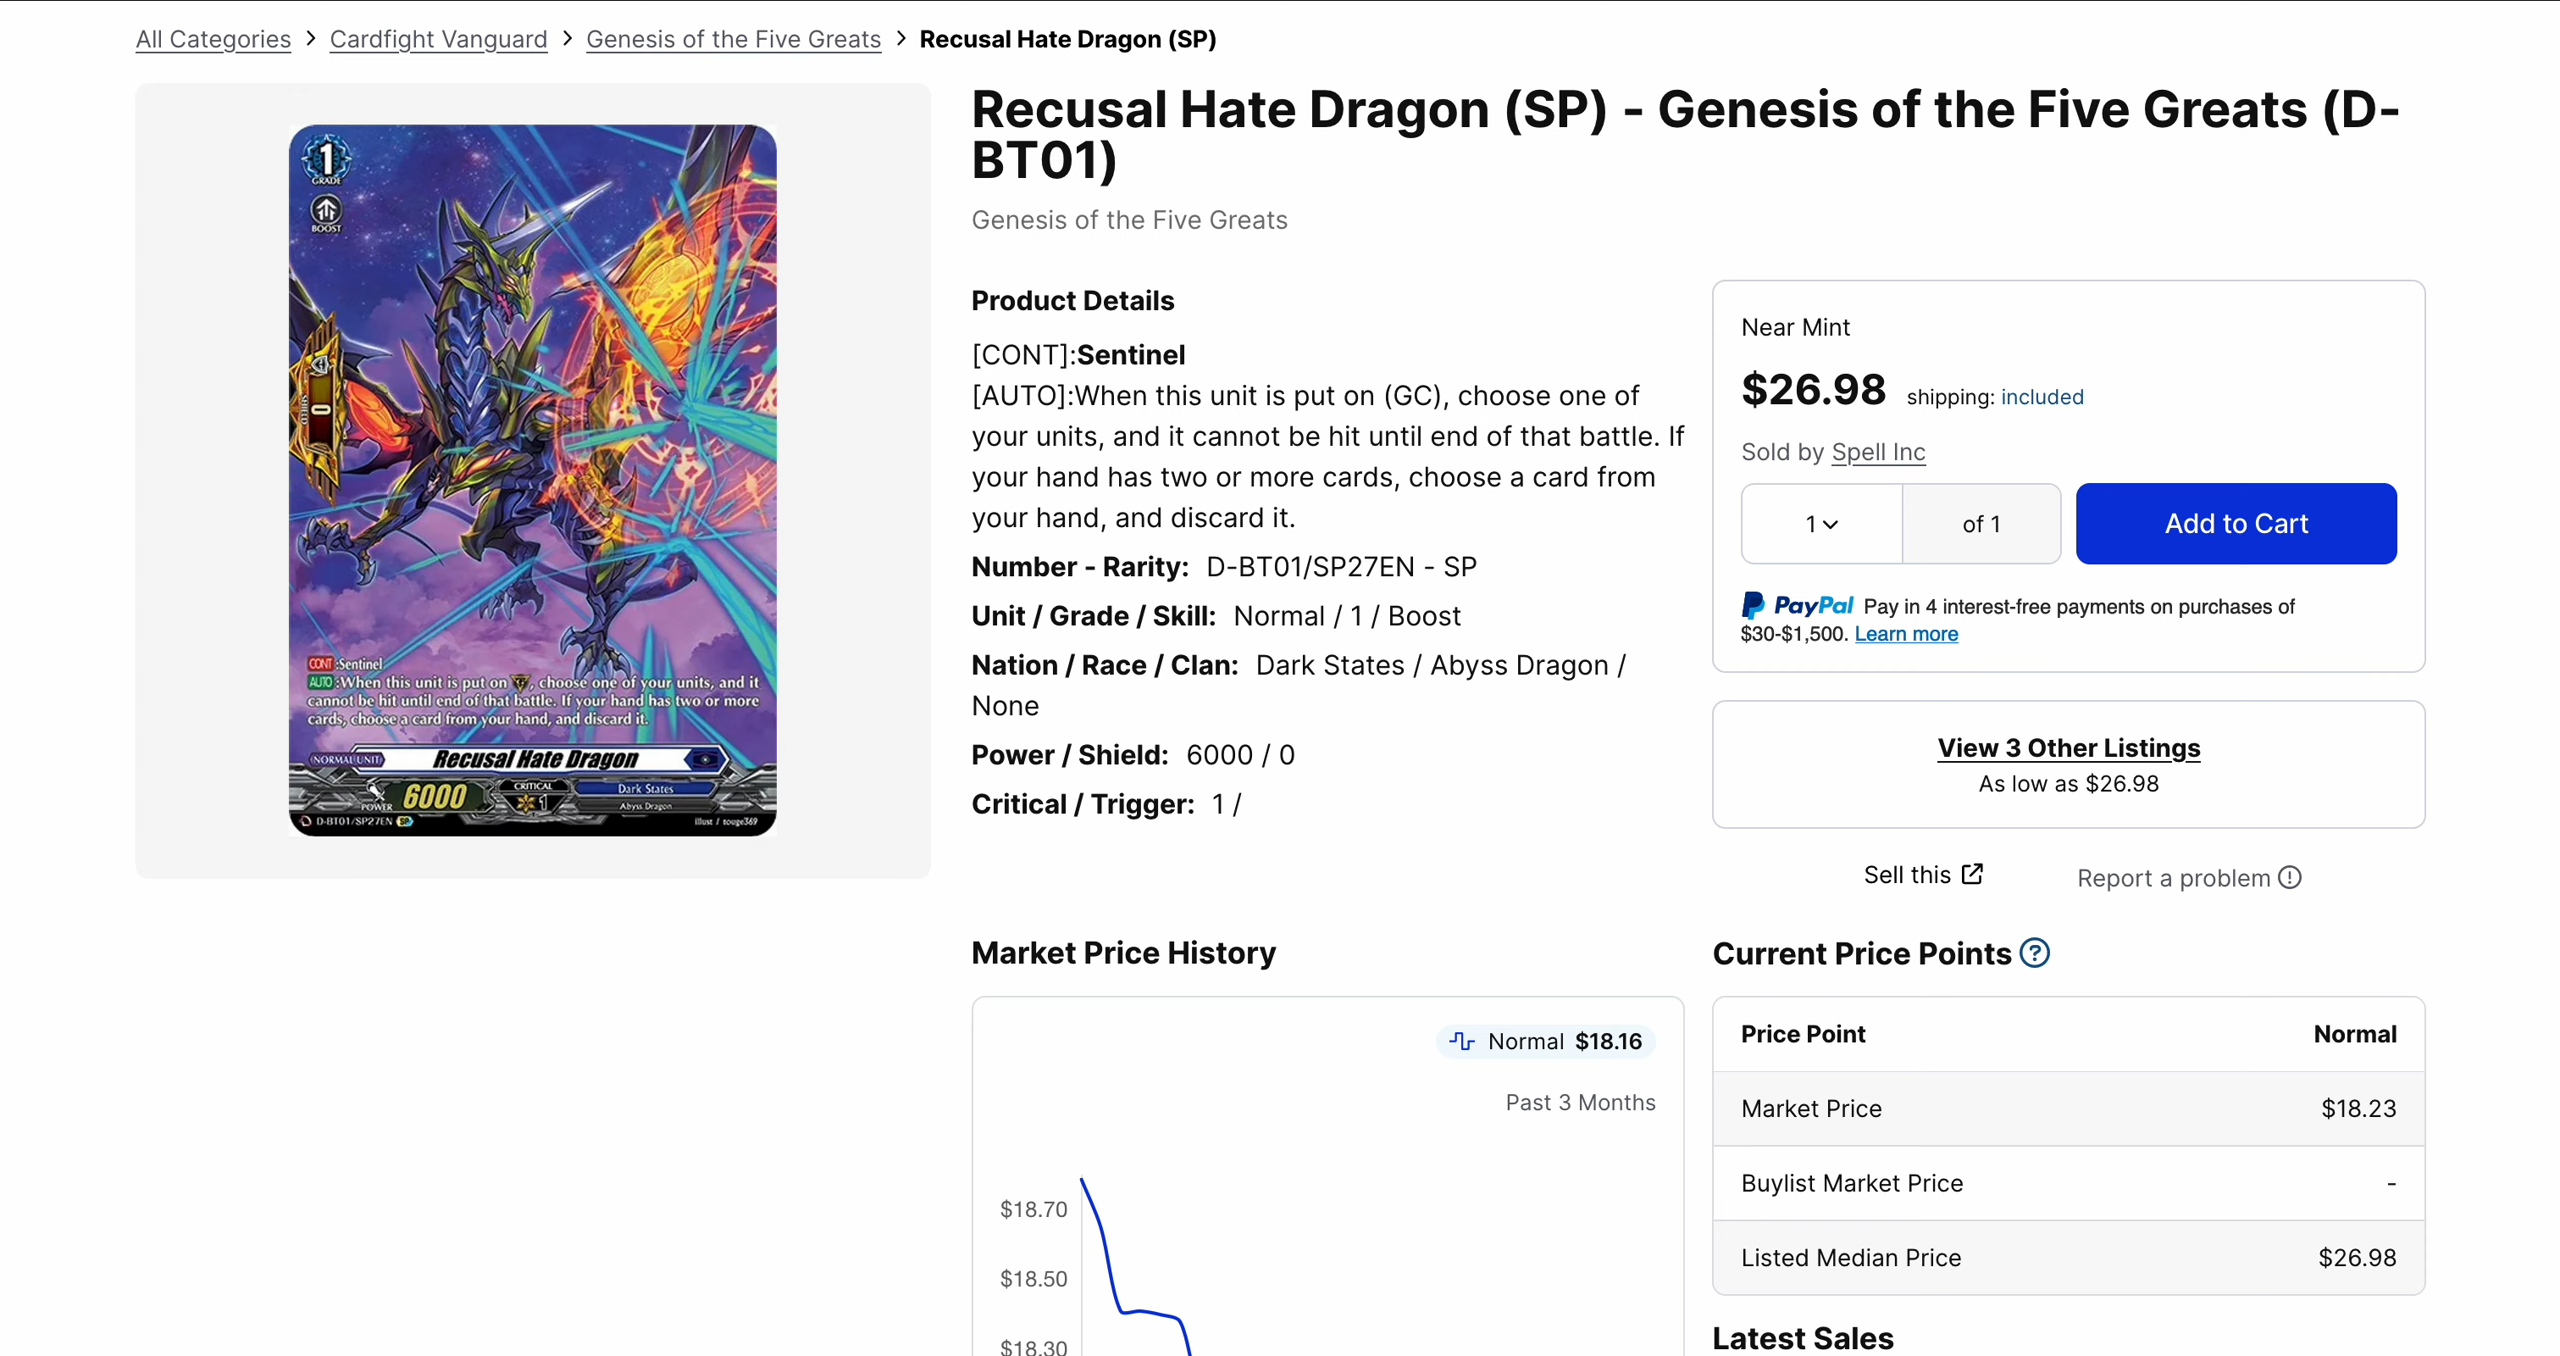 All Categories > Cardfight Vanguard > Genesis of the Five Greats > Recusal Hate Dragon (SP)
1
GRADE
BOOST
SHIELD
0
CONT:Sentinel
AUTO:When this unit is put on , choose one of your units, and it
cannot be hit until end of that battle. If your hand has two or more
cards, choose a card from your hand, and discard it.
NORMAL UNIT
Recusal Hate Dragon
POWER 6000
CRITICAL
1
Dark States
Abyss Dragon
D-BT01/SP27EN SP
illust / touge369
Recusal Hate Dragon (SP) - Genesis of the Five Greats (D-
BT01)
Genesis of the Five Greats
Product Details
[CONT]:Sentinel
[AUTO]:When this unit is put on (GC), choose one of
your units, and it cannot be hit until end of that battle. If
your hand has two or more cards, choose a card from
your hand, and discard it.
Number - Rarity: D-BT01/SP27EN - SP
Unit / Grade / Skill: Normal / 1 / Boost
Nation / Race / Clan: Dark States / Abyss Dragon /
None
Power / Shield: 6000 / 0
Critical / Trigger: 1 /
Near Mint
$26.98 shipping: included
Sold by Spell Inc
1 of 1 Add to Cart
PayPal Pay in 4 interest-free payments on purchases of
$30-$1,500. Learn more
View 3 Other Listings
As low as $26.98
Sell this Report a problem
Market Price History
Normal $18.16
Past 3 Months
$18.70
$18.50
$18.30
Current Price Points ?
Price Point Normal
Market Price $18.23
Buylist Market Price -
Listed Median Price $26.98
Latest Sales